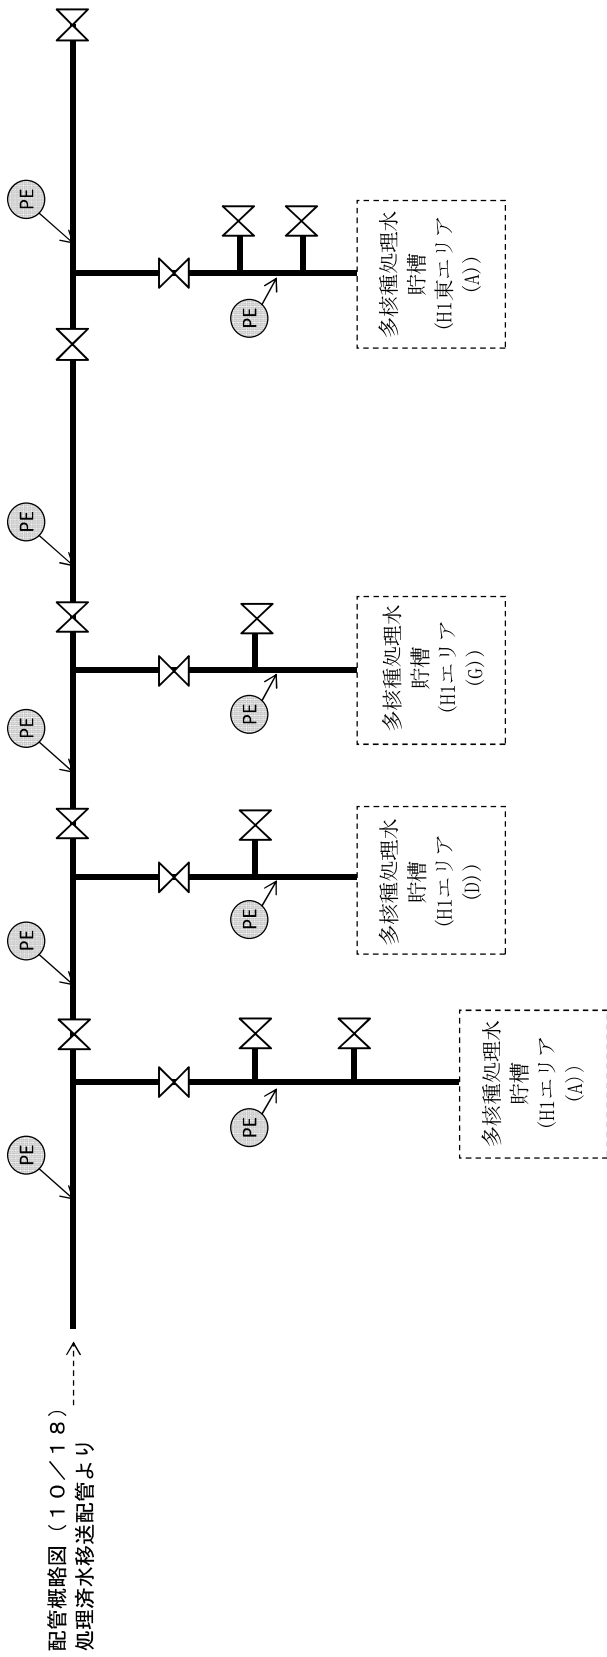 配管概略図（１０／１８）
処理済水移送配管より
PE
PE
多核種処理水
貯槽
(H1エリア
(A))
PE
PE
多核種処理水
貯槽
(H1エリア
(D))
PE
PE
多核種処理水
貯槽
(H1エリア
(G))
PE
PE
PE
多核種処理水
貯槽
(H1東エリア
(A))